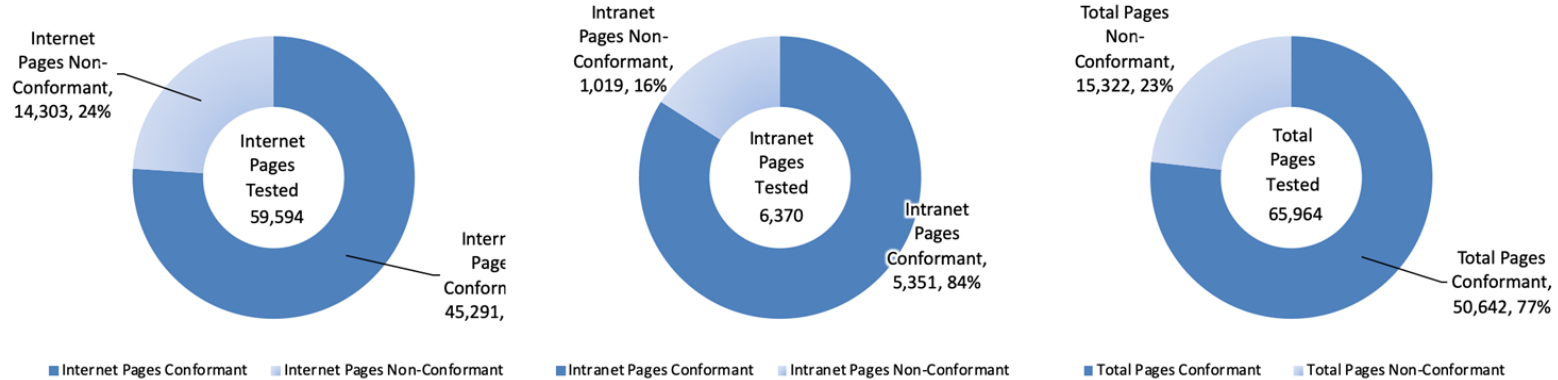 Internet
Pages Non-
Conformant,
14,303, 24%
Internet
Pages
Tested
59,594
45,291,
Internet Pages Conformant
Internet Pages Non-Conformant
Intranet
Pages Non-
Conformant,
1,019, 16%
Intranet
Pages
Tested
6,370
Intranet
Pages
Conformant,
5,351, 84%
Intranet Pages Conformant
Intranet Pages Non-Conformant
Total Pages
Non-
Conformant,
15,322, 23%
Total
Pages
Tested
65,964
Total Pages
Conformant,
50,642, 77%
Total Pages Conformant
Total Pages Non-Conformant